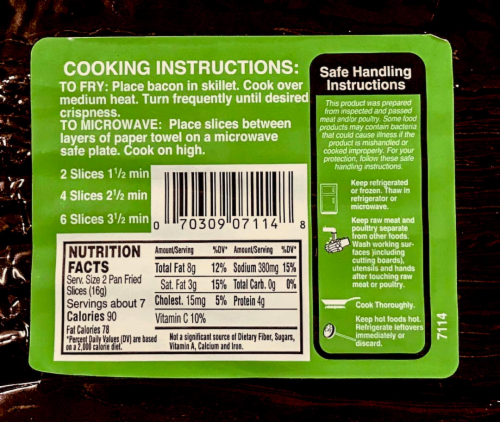 COOKING INSTRUCTIONS:
TO FRY: Place bacon in skillet. Cook over
medium heat. Turn frequently until desired
crispness.
TO MICROWAVE: Place slices between
layers of paper towel on a microwave
safe plate. Cook on high.
2 Slices 1½ min
4 Slices 2½ min
6 Slices 3½ min
0 70309 07114 8
NUTRITION
FACTS
Serv. Size 2 Pan Fried
Slices (16g)
Servings about 7
Calories 90
Fat Calories 78
*Percent Daily Values (DV) are based
on a 2,000 calorie diet.
Amount/Serving %DV* Amount/Serving %DV*
Total Fat 8g 12% Sodium 380mg 15%
Sat. Fat 3g 15% Total Carb. 0g 0%
Cholest. 15mg 5% Protein 4g
Vitamin C 10%
Not a significant source of Dietary Fiber, Sugars,
Vitamin A, Calcium and Iron.
Safe Handling
Instructions
This product was prepared
from inspected and passed
meat and/or poultry. Some food
products may contain bacteria
that could cause illness if the
product is mishandled or
cooked improperly. For your
protection, follow these safe
handling instructions.
Keep refrigerated
or frozen. Thaw in
refrigerator or
microwave.
Keep raw meat and
poultry separate
from other foods.
Wash working sur-
faces (including
cutting boards),
utensils and hands
after touching raw
meat or poultry.
Cook Thoroughly.
Keep hot foods hot.
Refrigerate leftovers
immediately or
discard.
7114